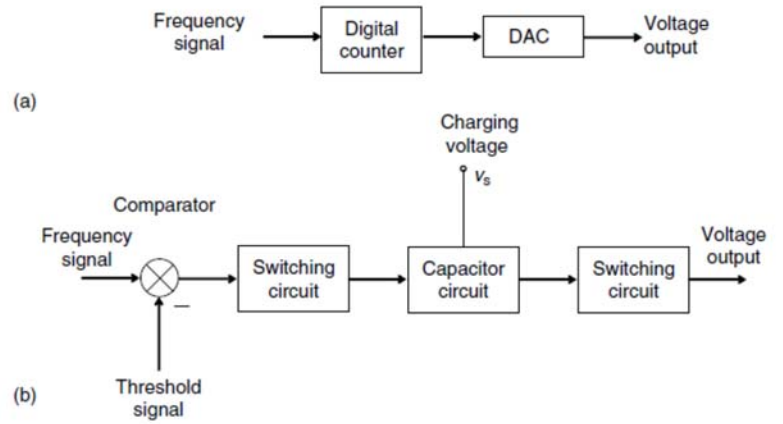 Frequency
signal
Digital
counter
DAC
Voltage
output
(a)
Charging
voltage
vs
Comparator
Frequency
signal
Switching
circuit
Capacitor
circuit
Switching
circuit
Voltage
output
–
Threshold
signal
(b)